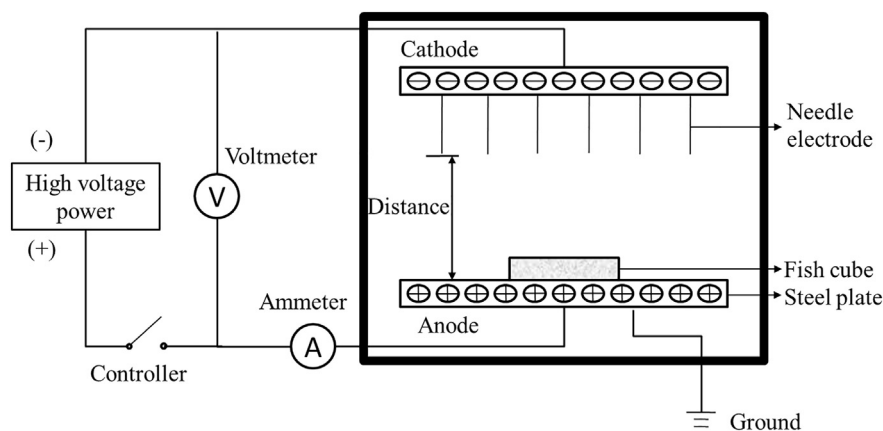 Cathode
Needle
electrode
(-)
Voltmeter
High voltage
power
V
Distance
(+)
Fish cube
Steel plate
Ammeter
Anode
A
Controller
Ground